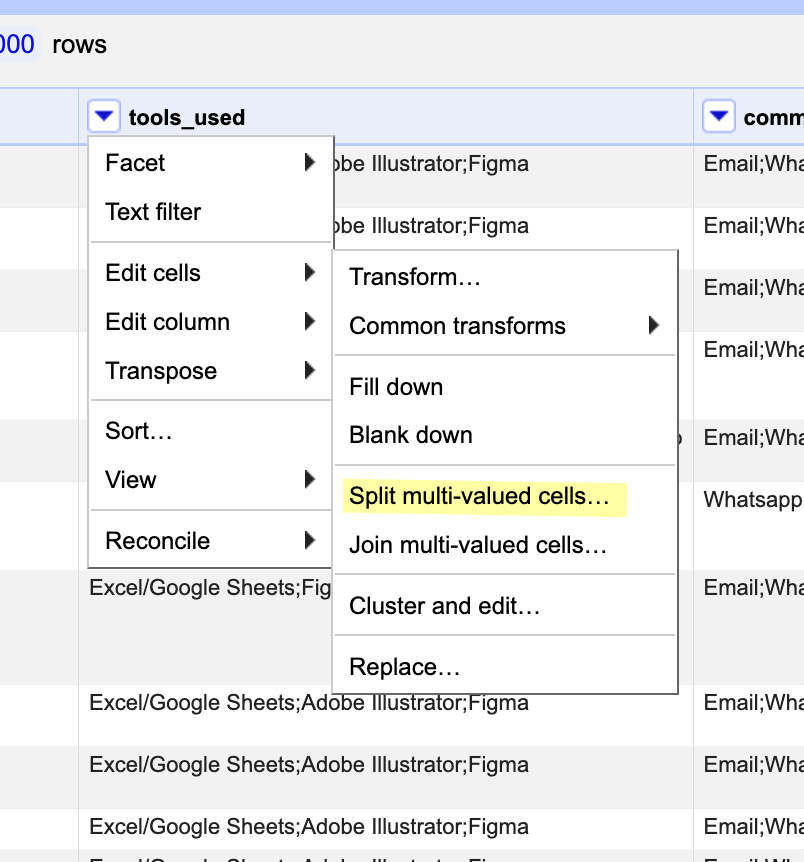 000 rows
tools_used
Facet
Adobe Illustrator;Figma
Email;Wha
Text filter
Adobe Illustrator;Figma
Email;Wha
Edit cells
Transform…
Email;Wha
Edit column
Common transforms
Email;Wha
Transpose
Fill down
Sort…
Blank down
Email;Wha
View
Split multi-valued cells…
Whatsapp
Reconcile
Join multi-valued cells…
Excel/Google Sheets;Fig
Cluster and edit…
Email;Wha
Replace…
Excel/Google Sheets;Adobe Illustrator;Figma
Email;Wha
Excel/Google Sheets;Adobe Illustrator;Figma
Email;Wha
Excel/Google Sheets;Adobe Illustrator;Figma
Email;Wha